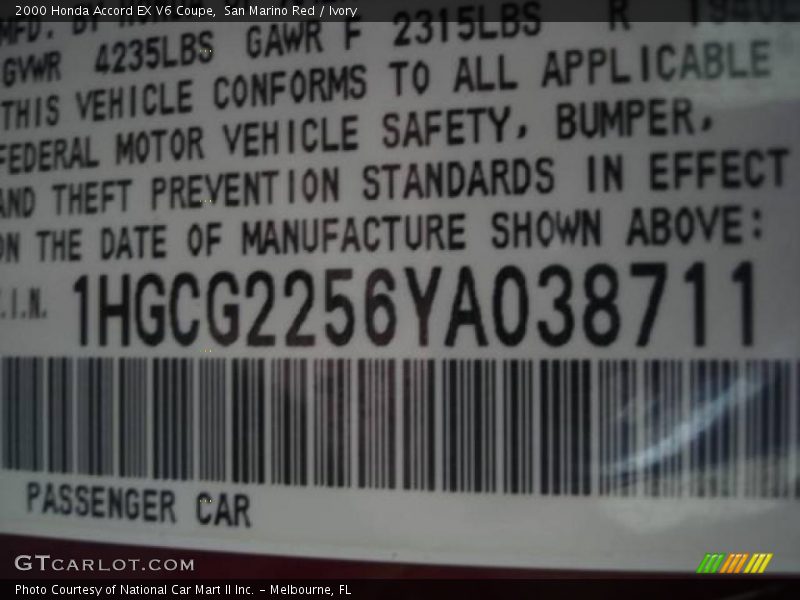 2000 Honda Accord EX V6 Coupe, San Marino Red / Ivory
MFD. BY
GVWR 4235LBS GAWR F 2315LBS R
THIS VEHICLE CONFORMS TO ALL APPLICABLE
FEDERAL MOTOR VEHICLE SAFETY, BUMPER,
AND THEFT PREVENTION STANDARDS IN EFFECT
ON THE DATE OF MANUFACTURE SHOWN ABOVE:
V.I.N. 1HGCG2256YA038711
PASSENGER CAR
GTCARLOT.COM
Photo Courtesy of National Car Mart II Inc. - Melbourne, FL